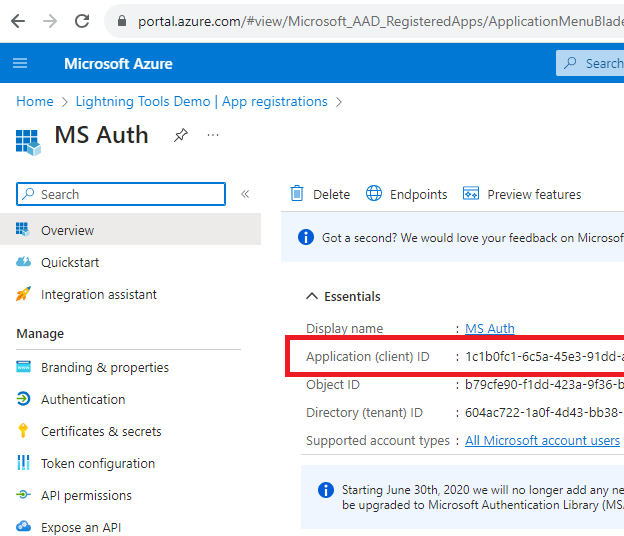 portal.azure.com/#view/Microsoft_AAD_RegisteredApps/ApplicationMenuBlade
Microsoft Azure
Search
Home > Lightning Tools Demo | App registrations >
MS Auth
...
Search
«
Delete
Endpoints
Preview features
Overview
Quickstart
Integration assistant
Manage
Branding & properties
Authentication
Certificates & secrets
Token configuration
API permissions
Expose an API
Got a second? We would love your feedback on Microsof
Essentials
Display name : MS Auth
Application (client) ID : 1c1b0fc1-6c5a-45e3-91dd-a
Object ID : b79cfe90-f1dd-423a-9f36-b
Directory (tenant) ID : 604ac722-1a0f-4d43-bb38-
Supported account types : All Microsoft account users
Starting June 30th, 2020 we will no longer add any ne
be upgraded to Microsoft Authentication Library (MSA